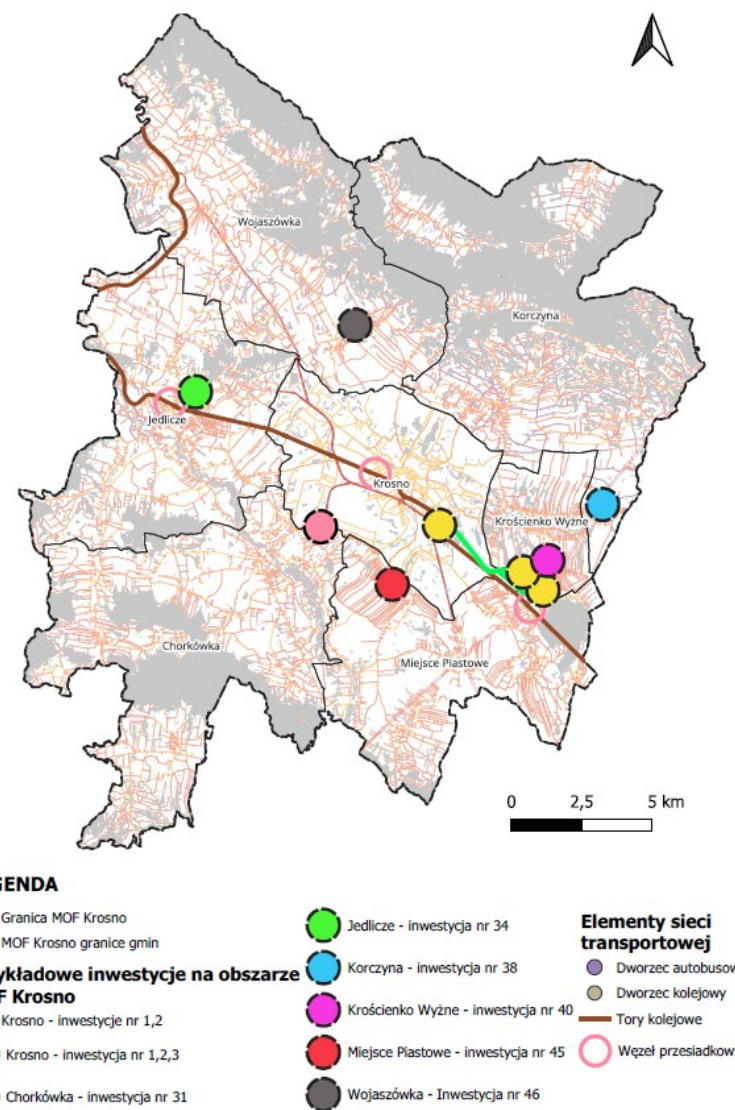 Wojaszówka
Korczyna
Jedlicze
Krosno
Krościenko Wyżne
Chorkówka
Miejsce Piastowe
0 2,5 5 km
GENDA
Granica MOF Krosno
MOF Krosno granice gmin
ykładowe inwestycje na obszarze
F Krosno
Krosno - inwestycje nr 1,2
Krosno - inwestycja nr 1,2,3
Chorkówka - inwestycja nr 31
Jedlicze - inwestycja nr 34
Korczyna - inwestycja nr 38
Krościenko Wyżne - inwestycja nr 40
Miejsce Piastowe - inwestycja nr 45
Wojaszówka - Inwestycja nr 46
Elementy sieci
transportowej
Dworzec autobusow
Dworzec kolejowy
Tory kolejowe
Węzeł przesiadkow